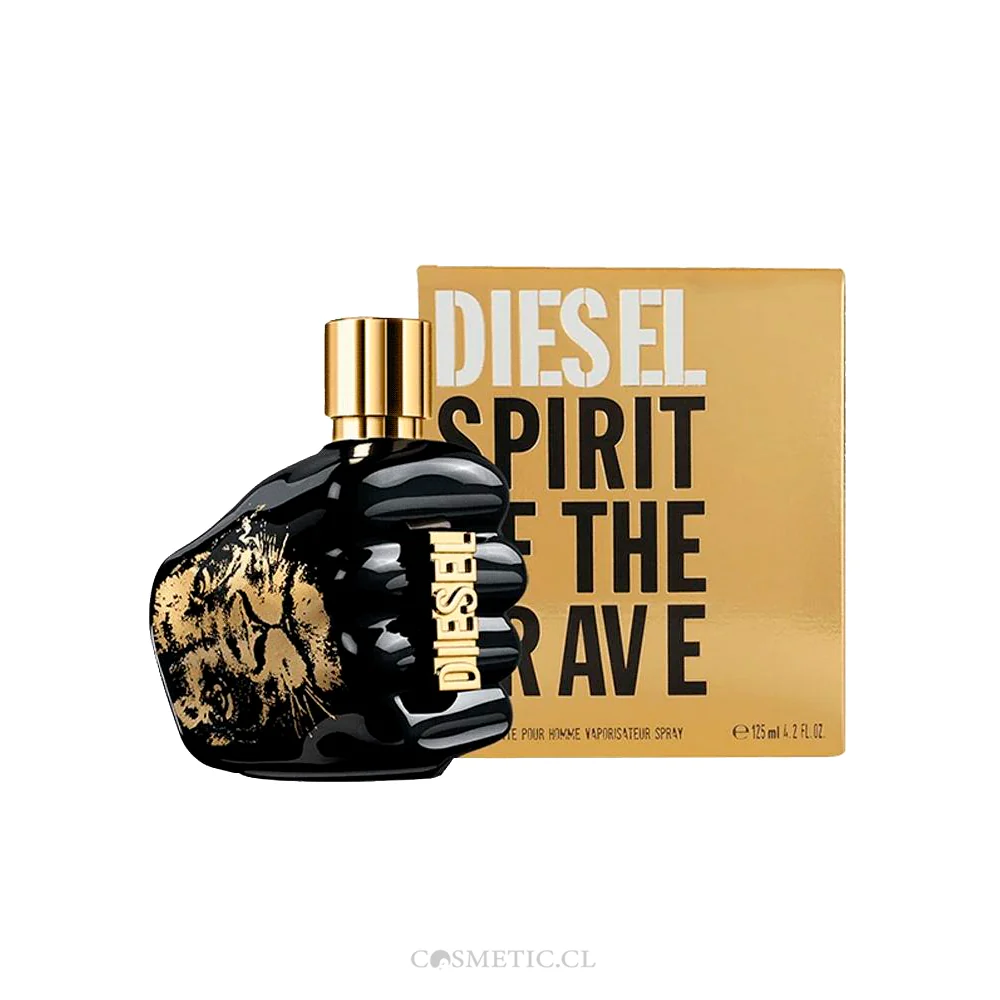 DIESEL
SPIRIT
THE
AVE
POUR HOMME VAPORISATEUR SPRAY
℮125 ml 4.2 FL.OZ.
DIESEL
COSMETIC.CL